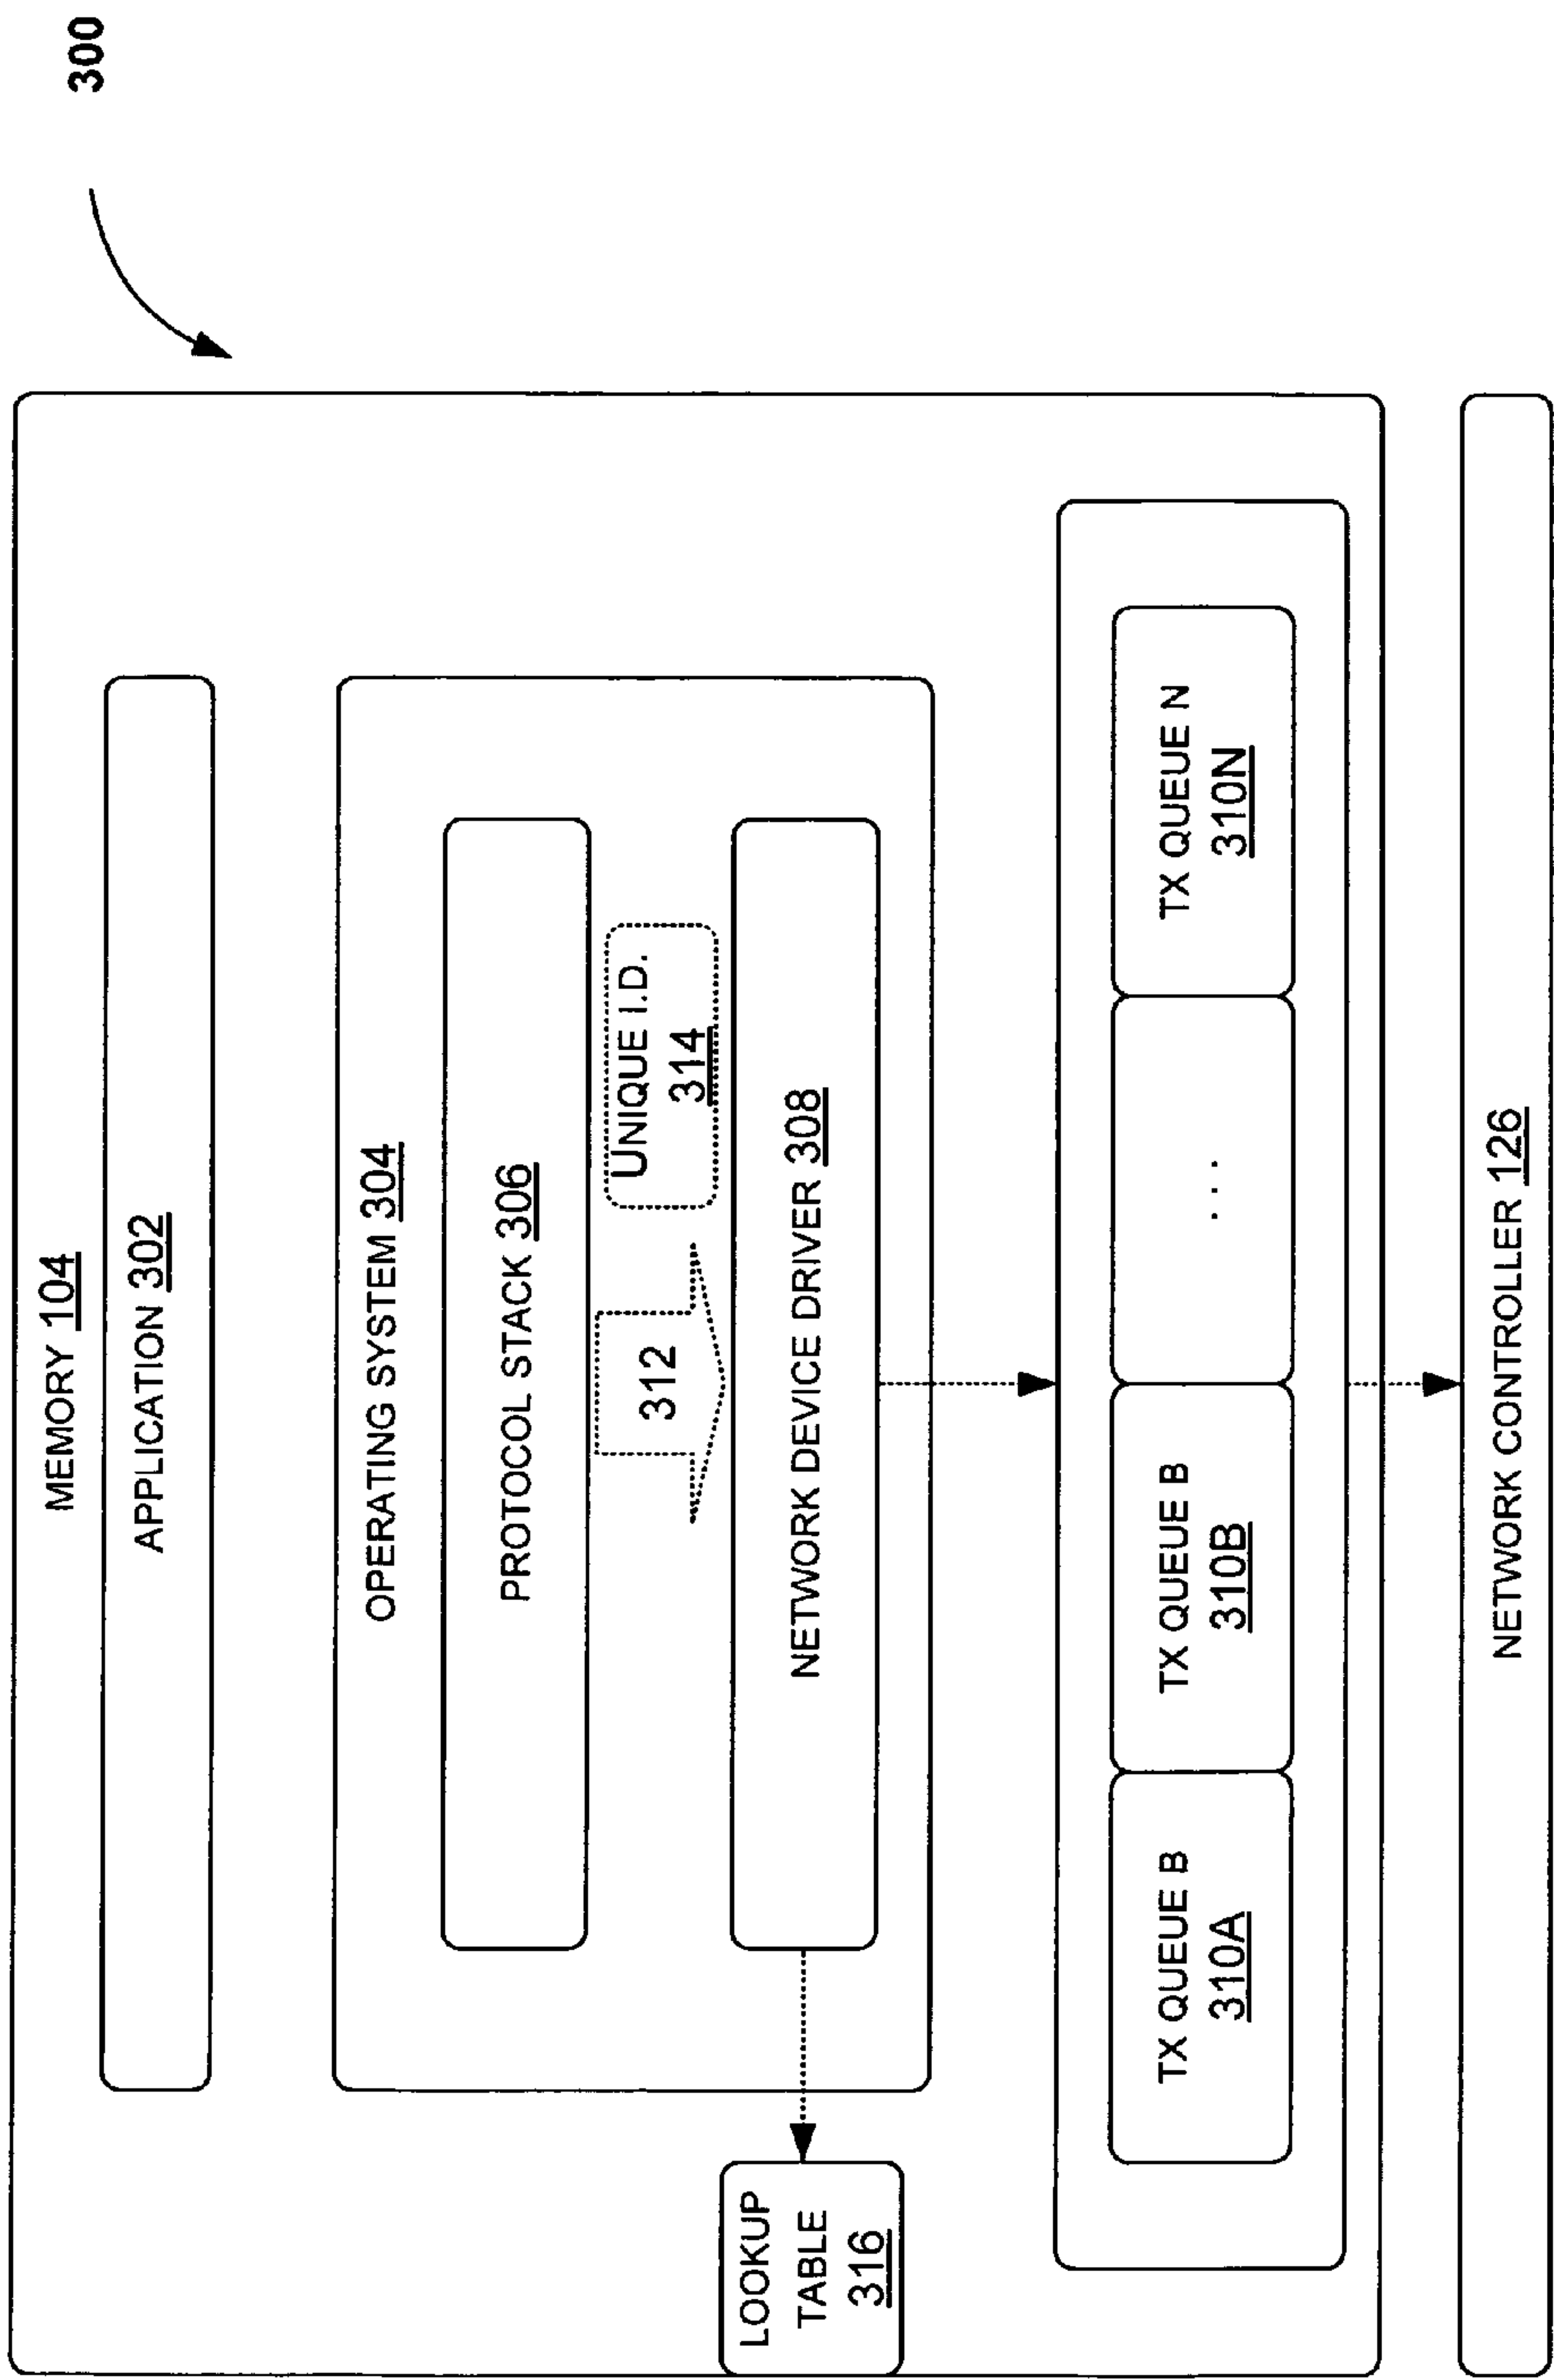 300
MEMORY 104
APPLICATION 302
OPERATING SYSTEM 304
PROTOCOL STACK 306
312
UNIQUE I.D.
314
NETWORK DEVICE DRIVER 308
LOOKUP
TABLE
316
TX QUEUE B
310A
TX QUEUE B
310B
. . .
TX QUEUE N
310N
NETWORK CONTROLLER 126